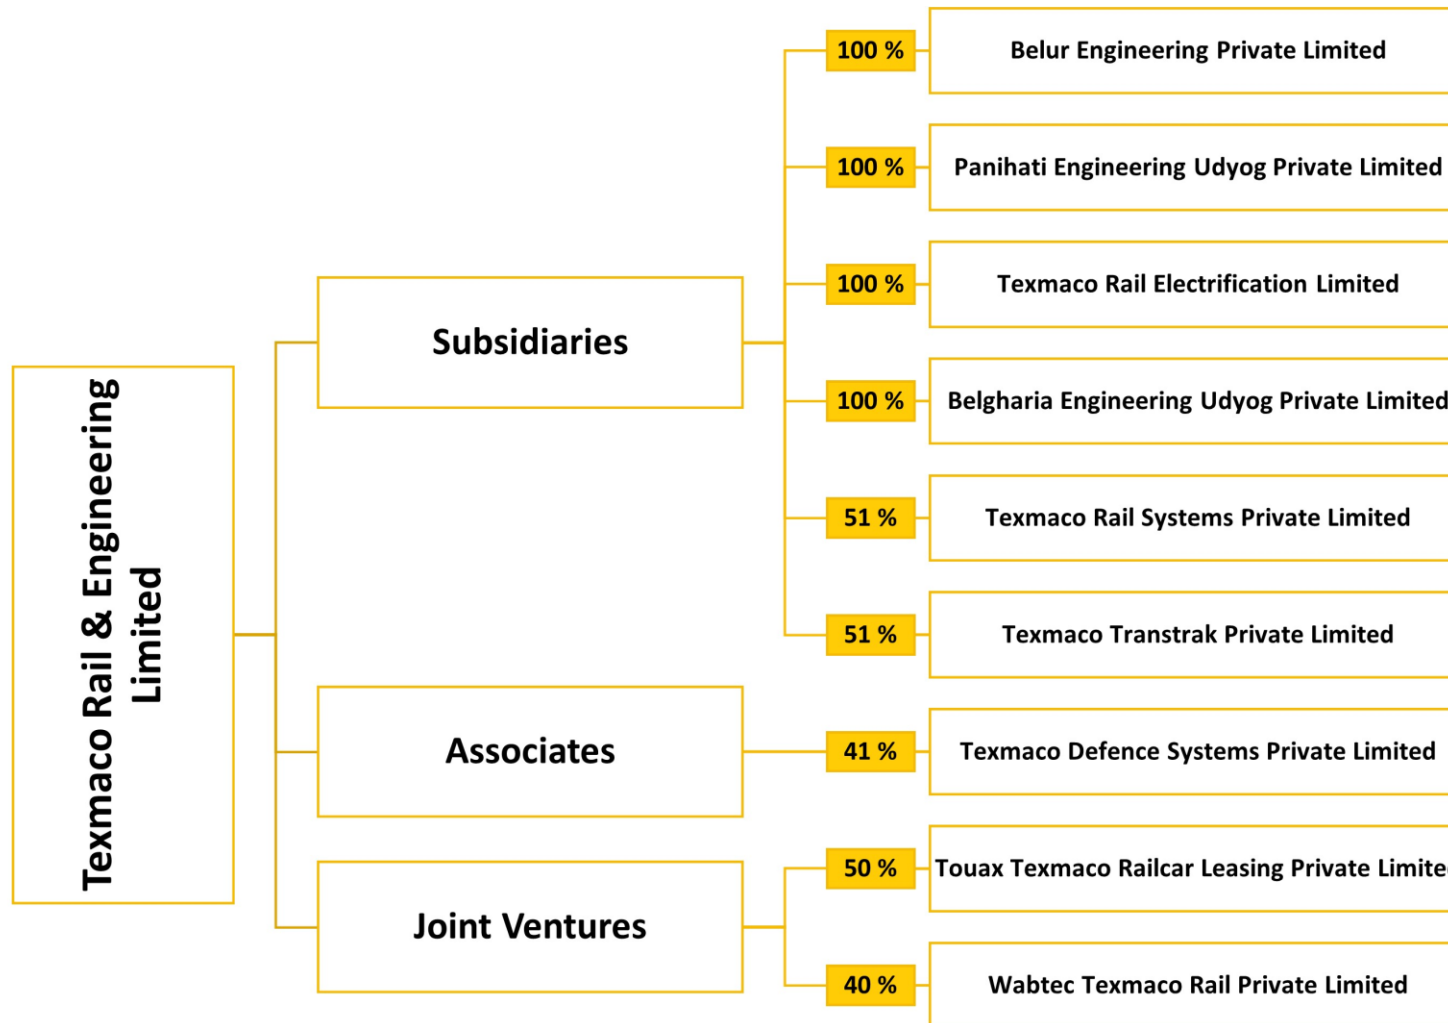 Texmaco Rail & Engineering
Limited
Subsidiaries
100 %
Belur Engineering Private Limited
100 %
Panihati Engineering Udyog Private Limited
100 %
Texmaco Rail Electrification Limited
100 %
Belgharia Engineering Udyog Private Limited
51 %
Texmaco Rail Systems Private Limited
51 %
Texmaco Transtrak Private Limited
Associates
41 %
Texmaco Defence Systems Private Limited
Joint Ventures
50 %
Touax Texmaco Railcar Leasing Private Limited
40 %
Wabtec Texmaco Rail Private Limited